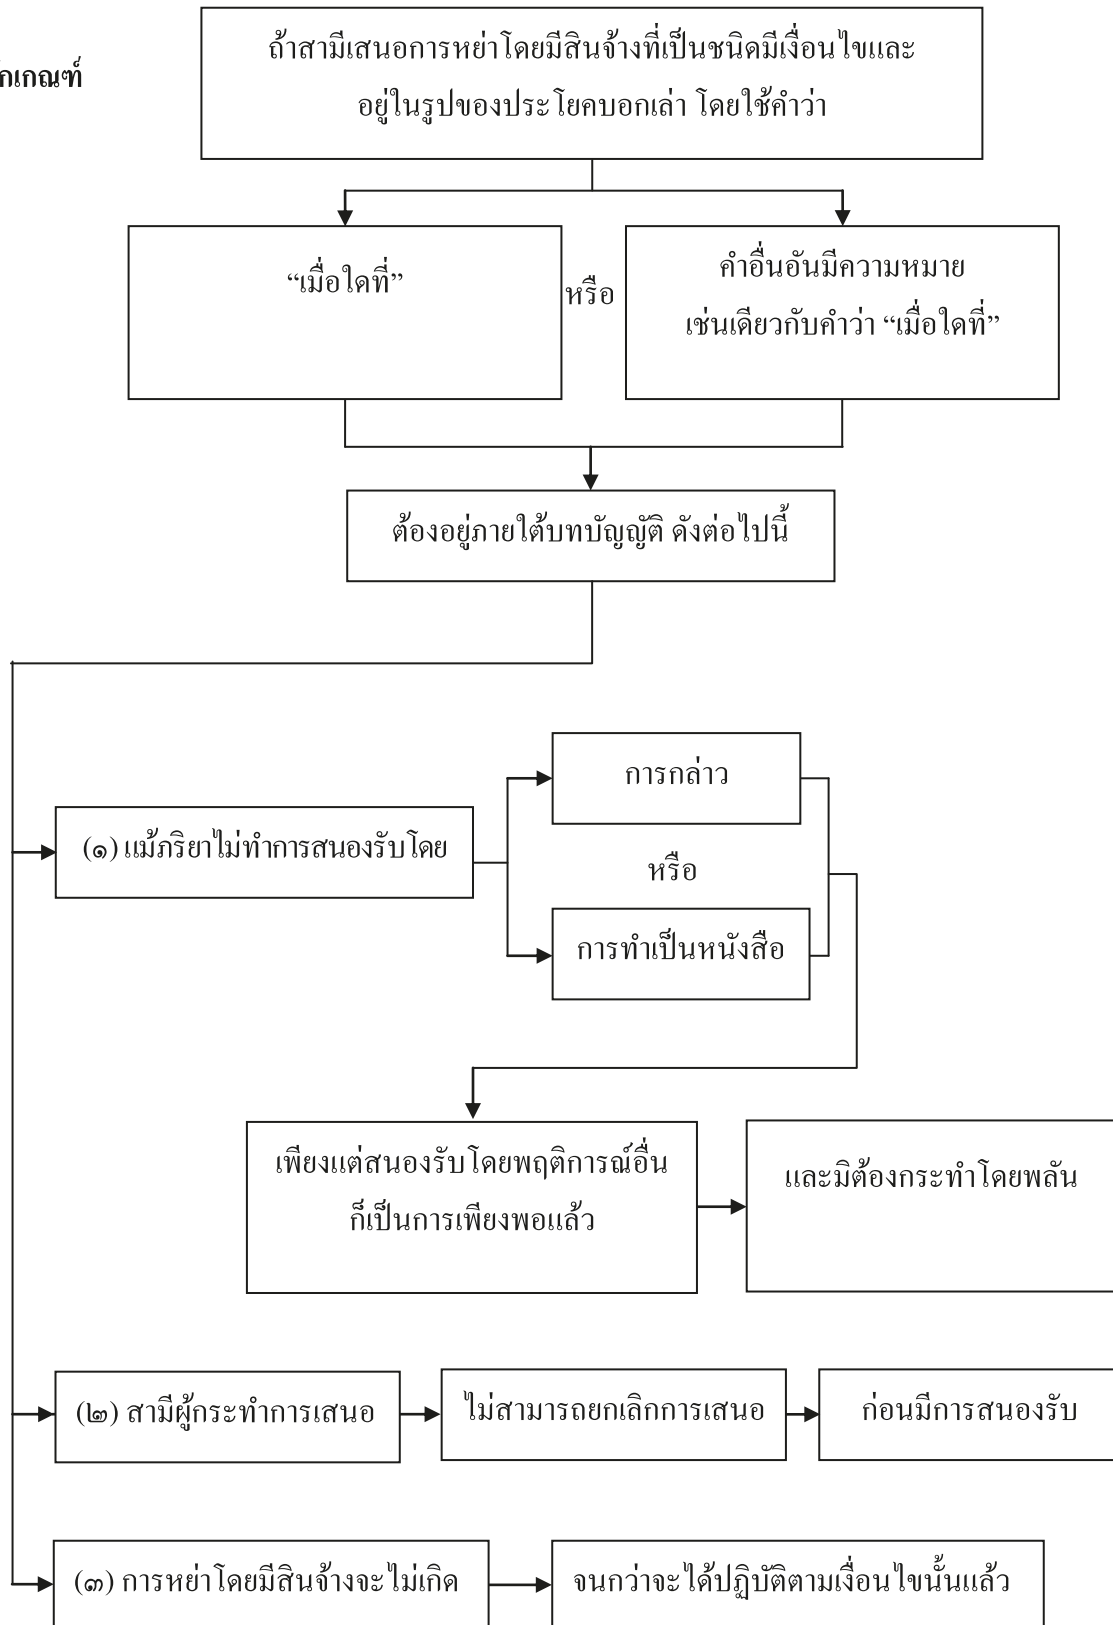 ถ้าสามีเสนอการหย่าโดยมีสินจ้างที่เป็นชนิดมีเงื่อนไขและ
กเกณฑ์
อยู่ในรูปของประโยคบอกเล่า โดยใช้คำว่า
“เมื่อใดที่”
หรือ
คำอื่นอันมีความหมาย
เช่นเดียวกับคำว่า “เมื่อใดที่”
ต้องอยู่ภายใต้บทบัญญัติ ดังต่อไปนี้
การกล่าว
(๑) แม้ภริยาไม่ทำการสนองรับโดย
หรือ
การทำเป็นหนังสือ
เพียงแต่สนองรับโดยพฤติการณ์อื่น
ก็เป็นการเพียงพอแล้ว
และมิต้องกระทำโดยพลัน
(๒) สามีผู้กระทำการเสนอ
ไม่สามารถยกเลิกการเสนอ
ก่อนมีการสนองรับ
(๓) การหย่าโดยมีสินจ้างจะไม่เกิด
จนกว่าจะได้ปฏิบัติตามเงื่อนไขนั้นแล้ว